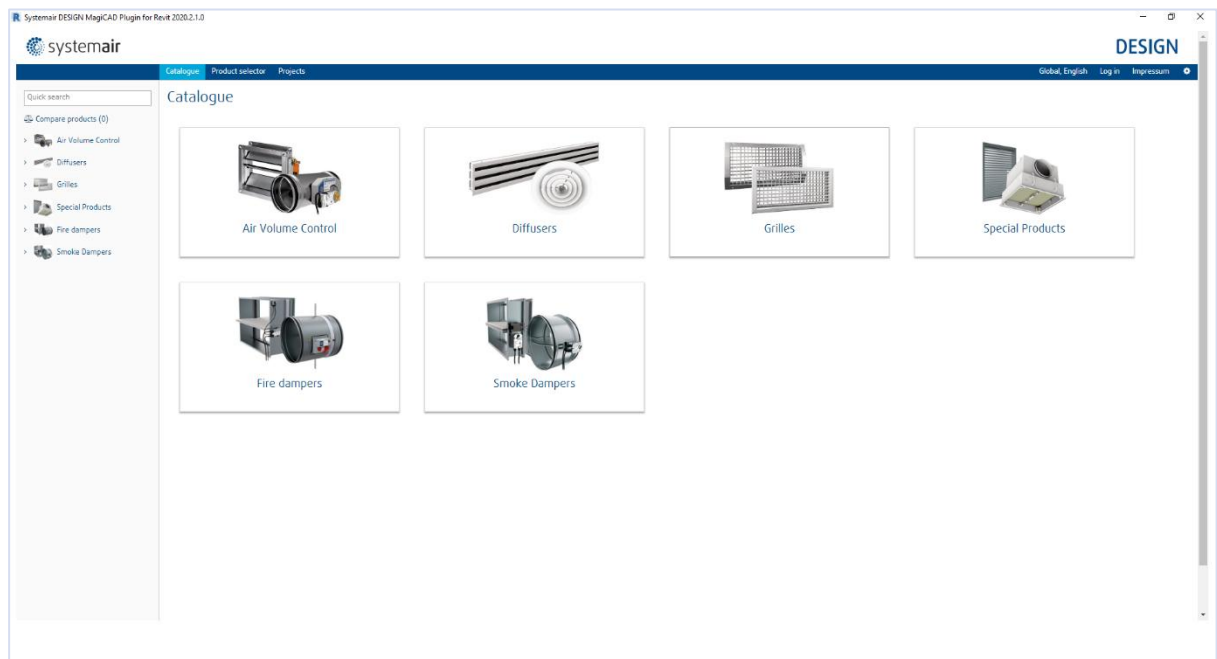 Systemair DESIGN MagiCAD Plugin for Revit 2020.2.1.0
systemair
DESIGN
Catalogue Product selector Projects Global, English Log in Impressum
Quick search
Catalogue
Compare products (0)
Air Volume Control
Diffusers
Grilles
Special Products
Fire dampers
Smoke Dampers
Air Volume Control Diffusers Grilles Special Products
Fire dampers Smoke Dampers